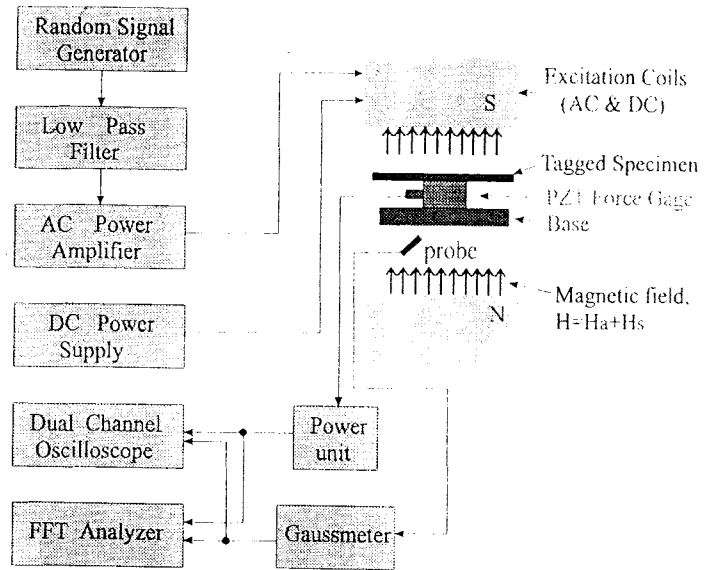 Random Signal
Generator
Low Pass
Filter
AC Power
Amplifier
DC Power
Supply
Dual Channel
Oscilloscope
FFT Analyzer
Power
unit
Gaussmeter
S
Excitation Coils
(AC & DC)
Tagged Specimen
PZT Force Gage
Base
probe
N
Magnetic field,
H=Ha+Hs